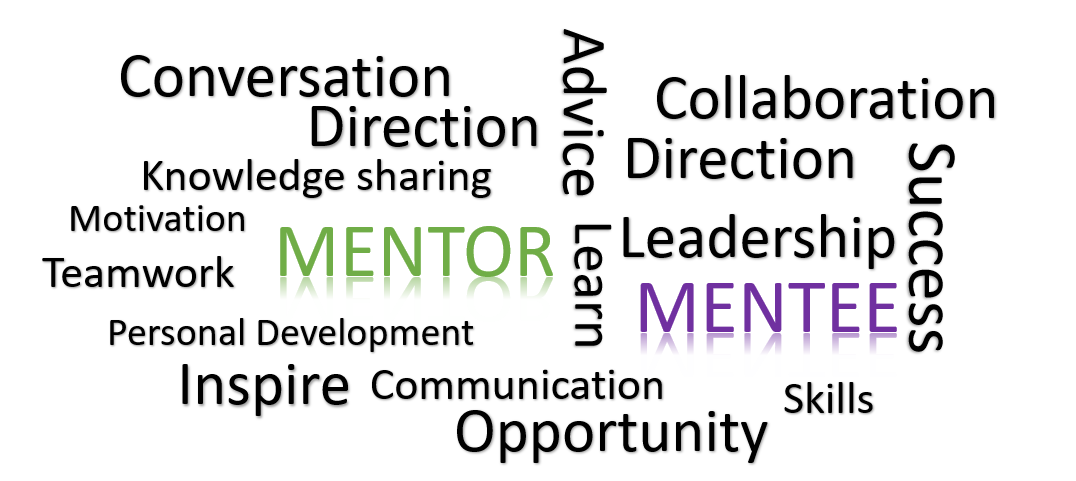 Conversation
Direction
Knowledge sharing
Motivation
MENTOR
Teamwork
Personal Development
Inspire
Communication
Opportunity
Advice
Learn
Collaboration
Direction
Leadership
MENTEE
Success
Skills